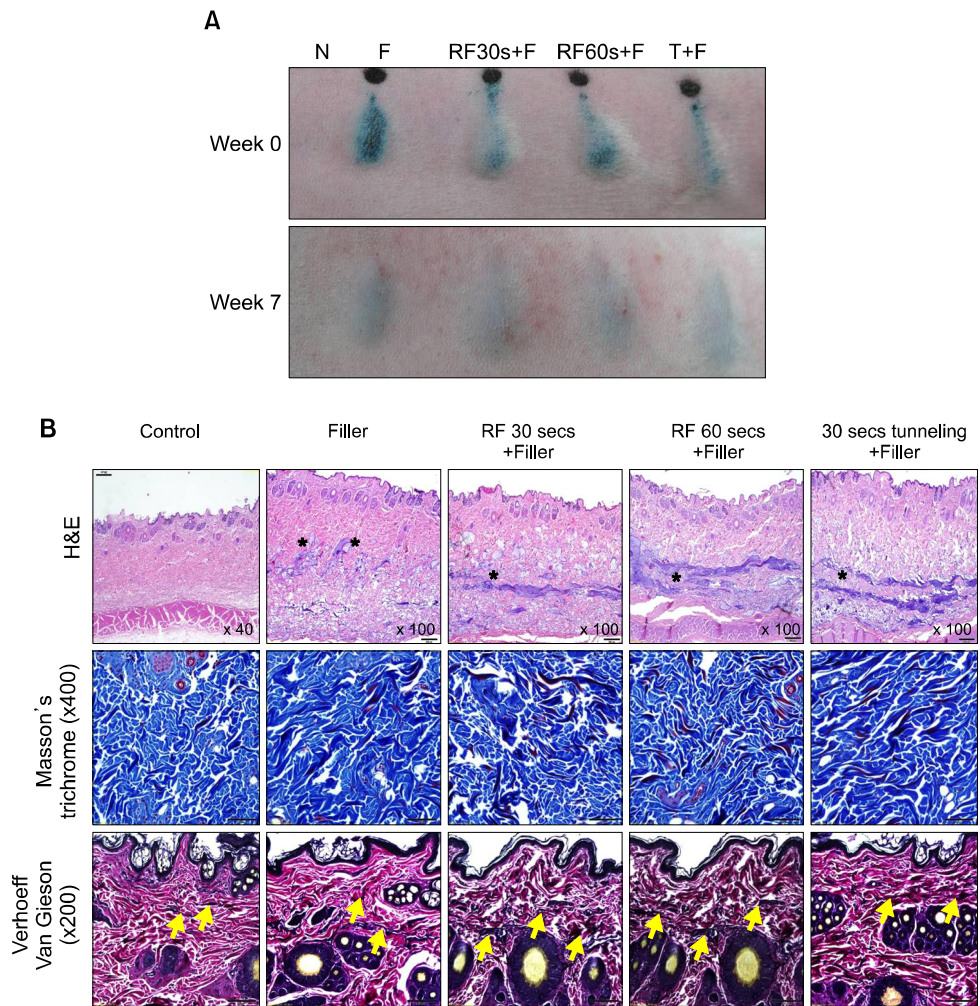 A
N F RF30s+F RF60s+F T+F
Week 0
Week 7
B
Control Filler RF 30 secs RF 60 secs 30 secs tunneling
+Filler +Filler +Filler
H&E
x 40 x 100 x 100 x 100 x 100
Masson's
trichrome (x400)
Verhoeff
Van Gieson
(x200)